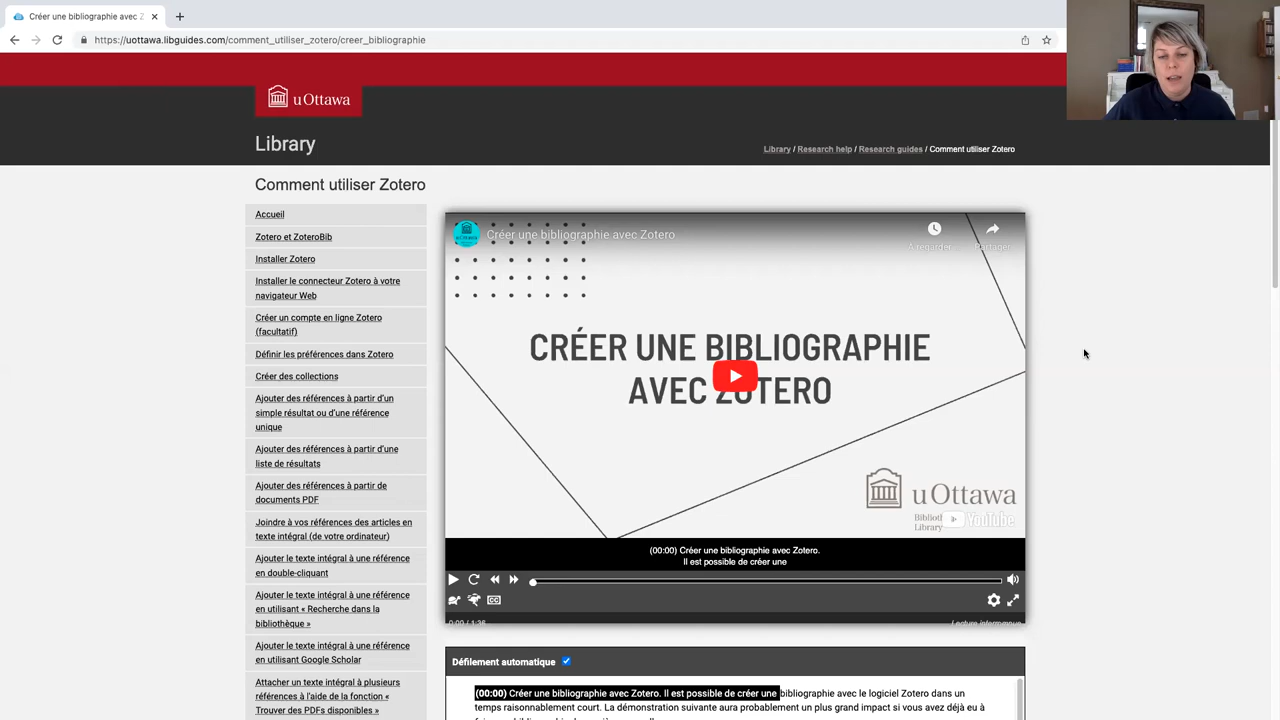 Créer une bibliographie avec Z
https://uottawa.libguides.com/comment_utiliser_zotero/creer_bibliographie
uOttawa
Library
Library / Research help / Research guides / Comment utiliser Zotero
Comment utiliser Zotero
Accueil
Zotero et ZoteroBib
Installer Zotero
Installer le connecteur Zotero à votre
navigateur Web
Créer un compte en ligne Zotero
(facultatif)
Définir les préférences dans Zotero
Créer des collections
Ajouter des références à partir d'un
simple résultat ou d'une référence
unique
Ajouter des références à partir d'une
liste de résultats
Ajouter des références à partir de
documents PDF
Joindre à vos références des articles en
texte intégral (de votre ordinateur)
Ajouter le texte intégral à une référence
en double-cliquant
Ajouter le texte intégral à une référence
en utilisant « Recherche dans la
bibliothèque »
Ajouter le texte intégral à une référence
en utilisant Google Scholar
Attacher un texte intégral à plusieurs
références à l'aide de la fonction «
Trouver des PDFs disponibles »
Créer une bibliographie avec Zotero
À regarder
Partager
CRÉER UNE BIBLIOGRAPHIE
AVEC ZOTERO
uOttawa
Library
YouTube
(00:00) Créer une bibliographie avec Zotero.
Il est possible de créer une
CC
0:00 / 1:36
Lecture interrompue
Défilement automatique
(00:00) Créer une bibliographie avec Zotero. Il est possible de créer une bibliographie avec le logiciel Zotero dans un
temps raisonnablement court. La démonstration suivante aura probablement un plus grand impact si vous avez déjà eu à